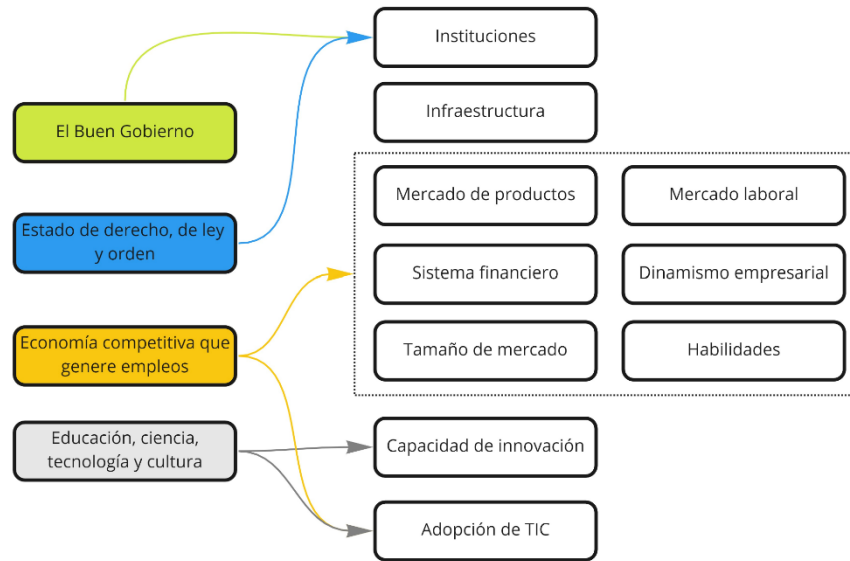 Instituciones
Infraestructura
El Buen Gobierno
Mercado de productos
Mercado laboral
Estado de derecho, de ley
y orden
Sistema financiero
Dinamismo empresarial
Economía competitiva que
genere empleos
Tamaño de mercado
Habilidades
Educación, ciencia,
tecnología y cultura
Capacidad de innovación
Adopción de TIC